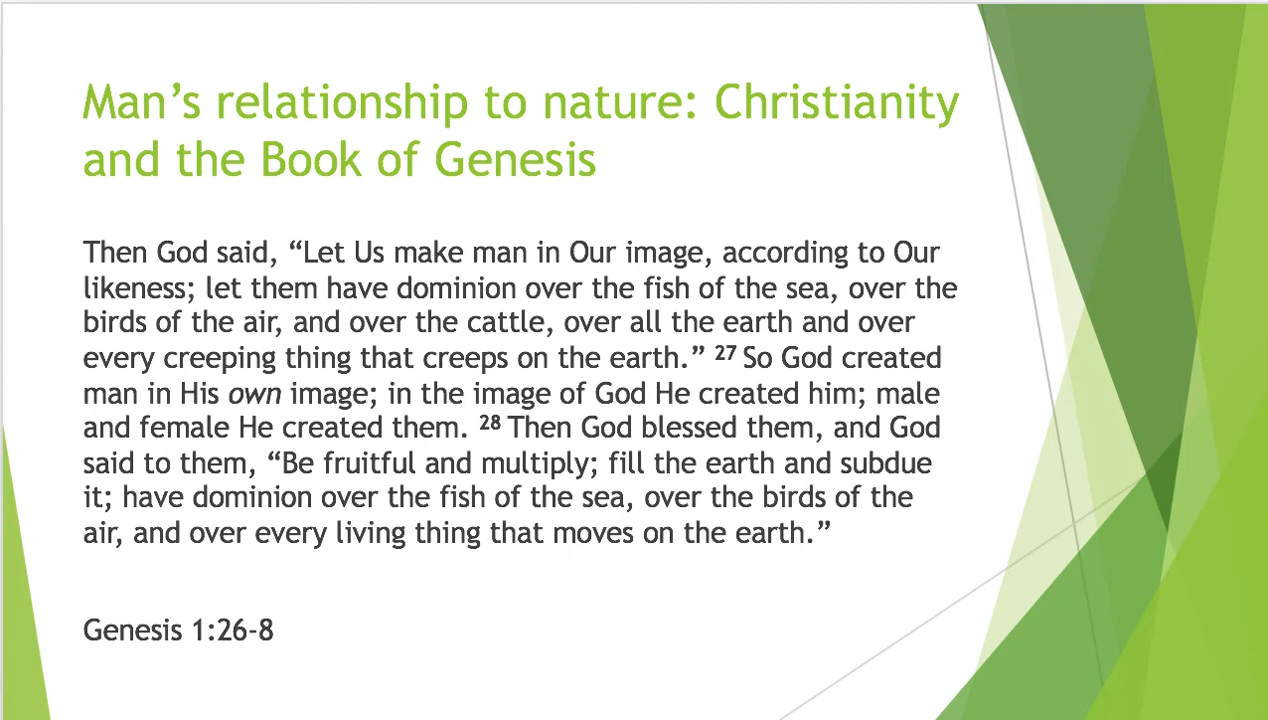 Man’s relationship to nature: Christianity
and the Book of Genesis
Then God said, “Let Us make man in Our image, according to Our
likeness; let them have dominion over the fish of the sea, over the
birds of the air, and over the cattle, over all the earth and over
every creeping thing that creeps on the earth.” 27 So God created
man in His own image; in the image of God He created him; male
and female He created them. 28 Then God blessed them, and God
said to them, “Be fruitful and multiply; fill the earth and subdue
it; have dominion over the fish of the sea, over the birds of the
air, and over every living thing that moves on the earth.”
Genesis 1:26-8